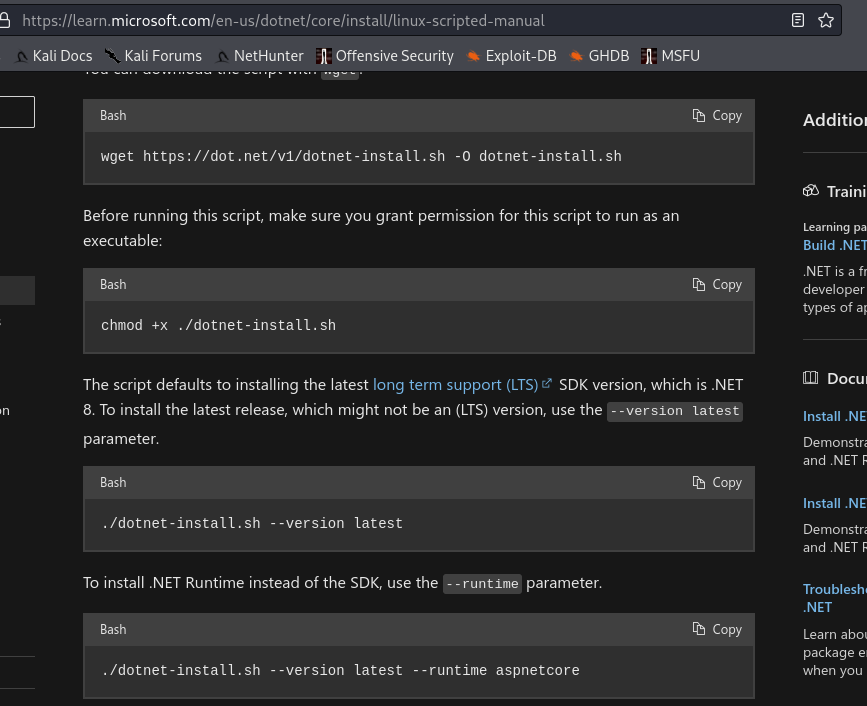 https://learn.microsoft.com/en-us/dotnet/core/install/linux-scripted-manual
Kali Docs Kali Forums NetHunter Offensive Security Exploit-DB GHDB MSFU
You can download the script with wget:
Bash Copy
wget https://dot.net/v1/dotnet-install.sh -O dotnet-install.sh
Before running this script, make sure you grant permission for this script to run as an
executable:
Bash Copy
chmod +x ./dotnet-install.sh
The script defaults to installing the latest long term support (LTS) SDK version, which is .NET
8. To install the latest release, which might not be an (LTS) version, use the --version latest
parameter.
Bash Copy
./dotnet-install.sh --version latest
To install .NET Runtime instead of the SDK, use the --runtime parameter.
Bash Copy
./dotnet-install.sh --version latest --runtime aspnetcore
on
Additio
Traini
Learning pa
Build .NET
.NET is a f
developer
types of a
Docu
Install .NE
Demonstra
and .NET R
Install .NE
Demonstra
and .NET R
Troublesh
.NET
Learn abou
package e
when you